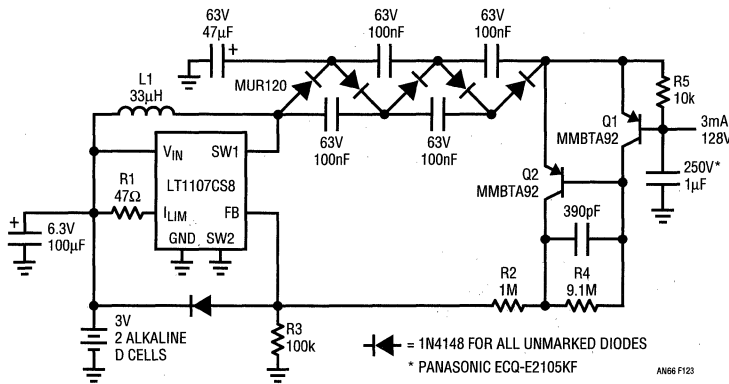 63V
47µF
+
63V
100nF
63V
100nF
L1
33µH
MUR120
R5
10k
Q1
MMBTA92
3mA
128V
63V
100nF
63V
100nF
VIN
SW1
LT1107CS8
R1
47Ω
ILIM
FB
GND
SW2
Q2
MMBTA92
250V*
1µF
+
6.3V
100µF
390pF
R2
1M
R4
9.1M
3V
2 ALKALINE
D CELLS
R3
100k
= 1N4148 FOR ALL UNMARKED DIODES
* PANASONIC ECQ-E2105KF
AN66 F123